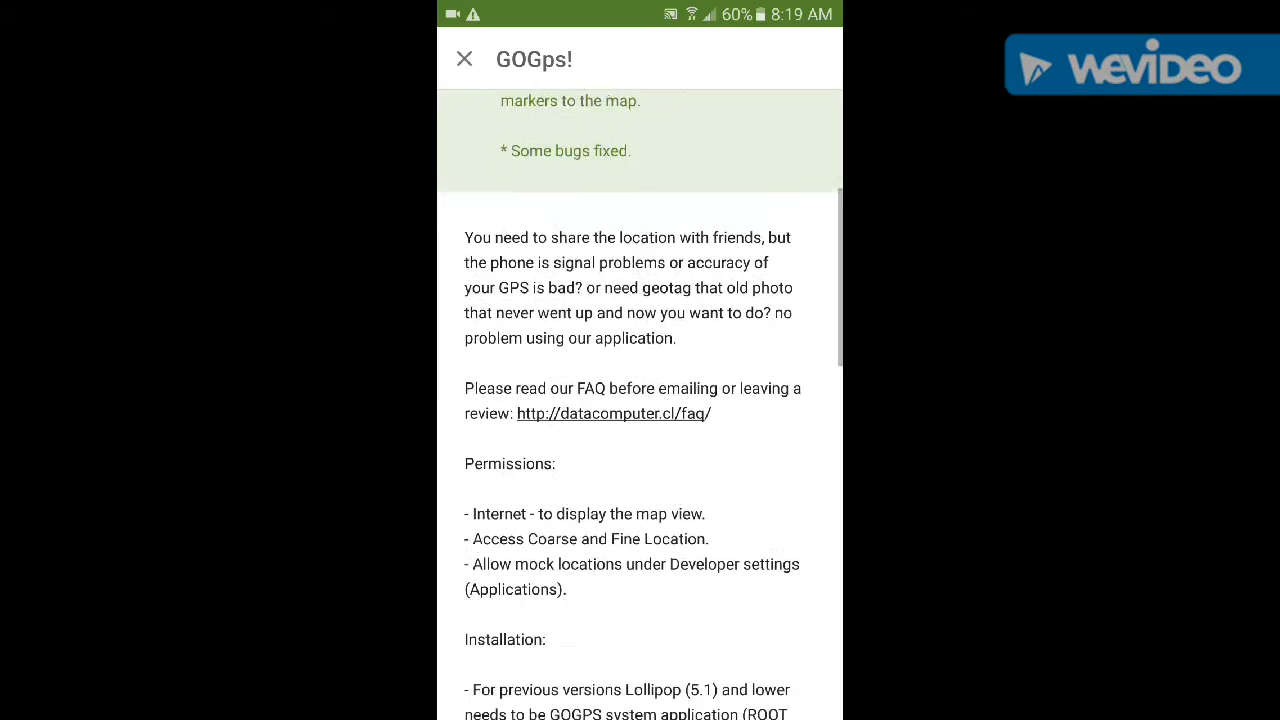 60% 8:19 AM
GOGps!
WEVIDEO
markers to the map.
* Some bugs fixed.
You need to share the location with friends, but
the phone is signal problems or accuracy of
your GPS is bad? or need geotag that old photo
that never went up and now you want to do? no
problem using our application.
Please read our FAQ before emailing or leaving a
review: http://datacomputer.cl/faq/
Permissions:
- Internet - to display the map view.
- Access Coarse and Fine Location.
- Allow mock locations under Developer settings
(Applications).
Installation:
- For previous versions Lollipop (5.1) and lower
needs to be GOGPS system application (ROOT